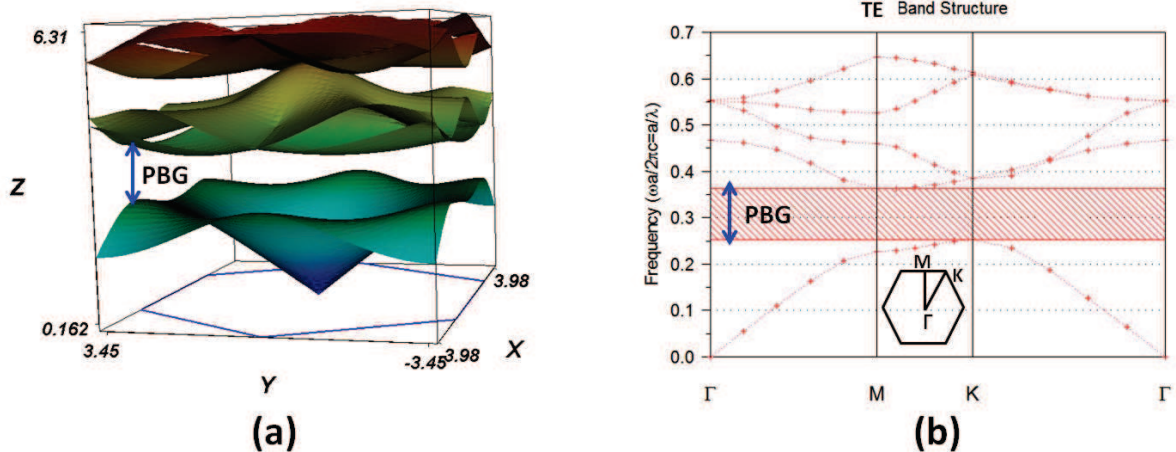 6.31
Z
PBG
0.162
3.45
Y
-3.45
3.98
X
3.98
(a)
TE Band Structure
Frequency (ωa/2πc=a/λ)
0.7
0.6
0.5
0.4
0.3
0.2
0.1
0.0
PBG
M
K
Γ
Γ
M
K
Γ
(b)